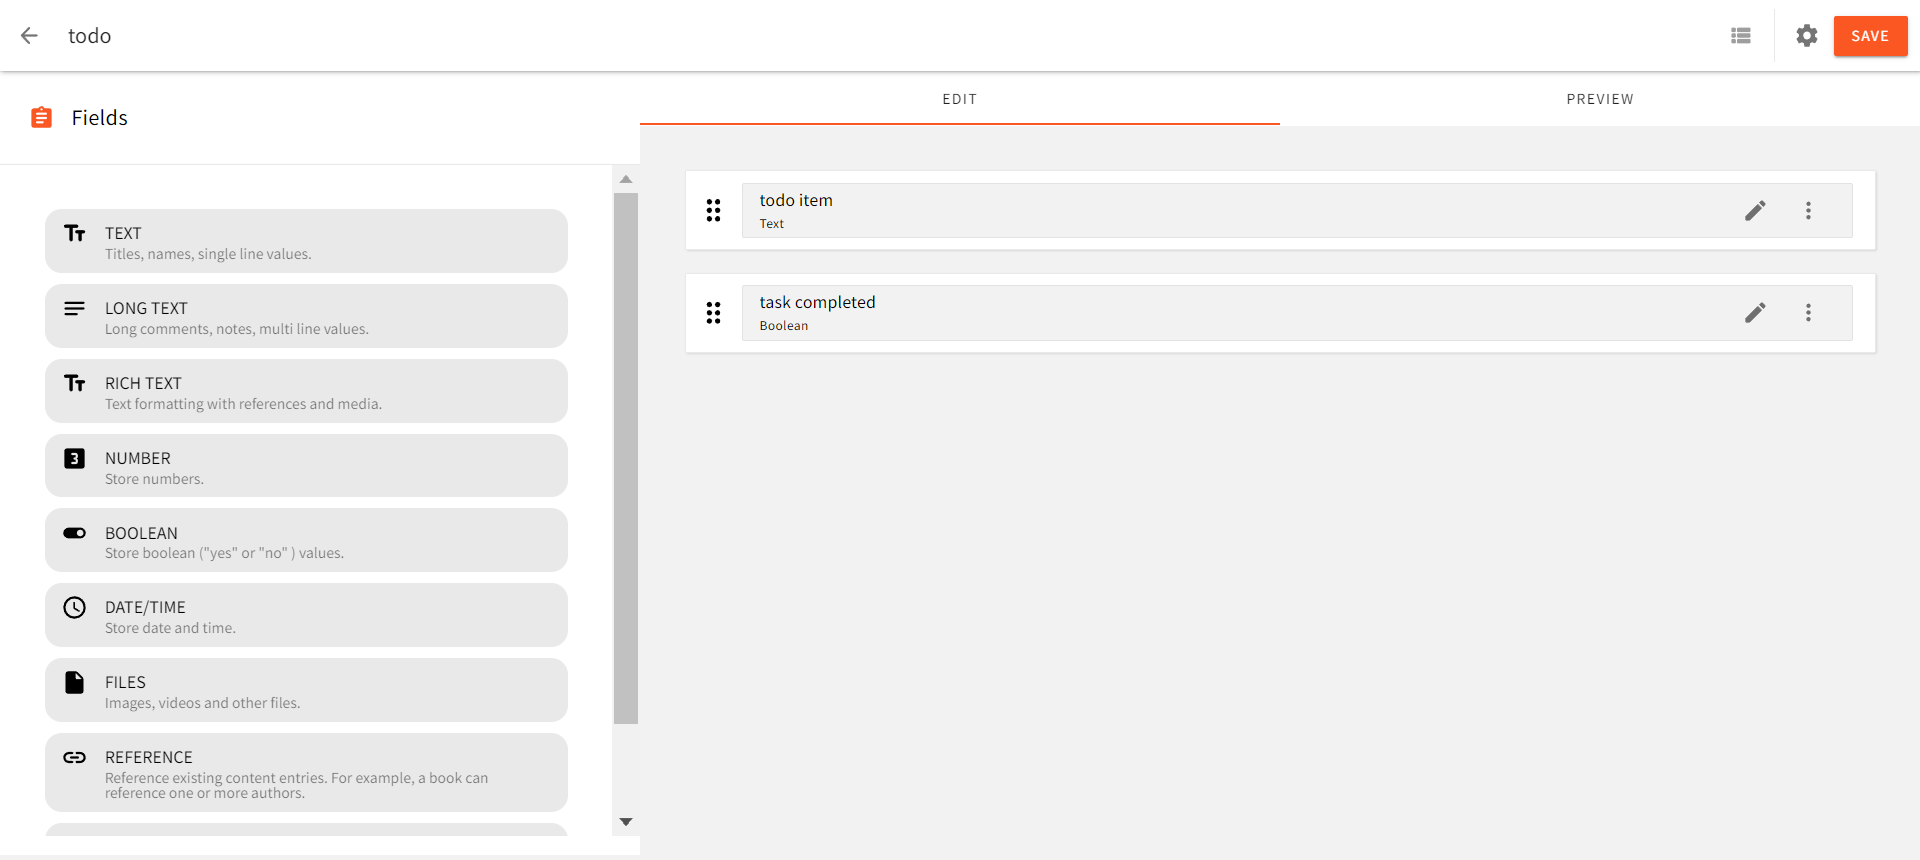 todo
SAVE
Fields
EDIT
PREVIEW
TEXT
Titles, names, single line values.
LONG TEXT
Long comments, notes, multi line values.
RICH TEXT
Text formatting with references and media.
NUMBER
Store numbers.
BOOLEAN
Store boolean ("yes" or "no" ) values.
DATE/TIME
Store date and time.
FILES
Images, videos and other files.
REFERENCE
Reference existing content entries. For example, a book can
reference one or more authors.
todo item
Text
task completed
Boolean